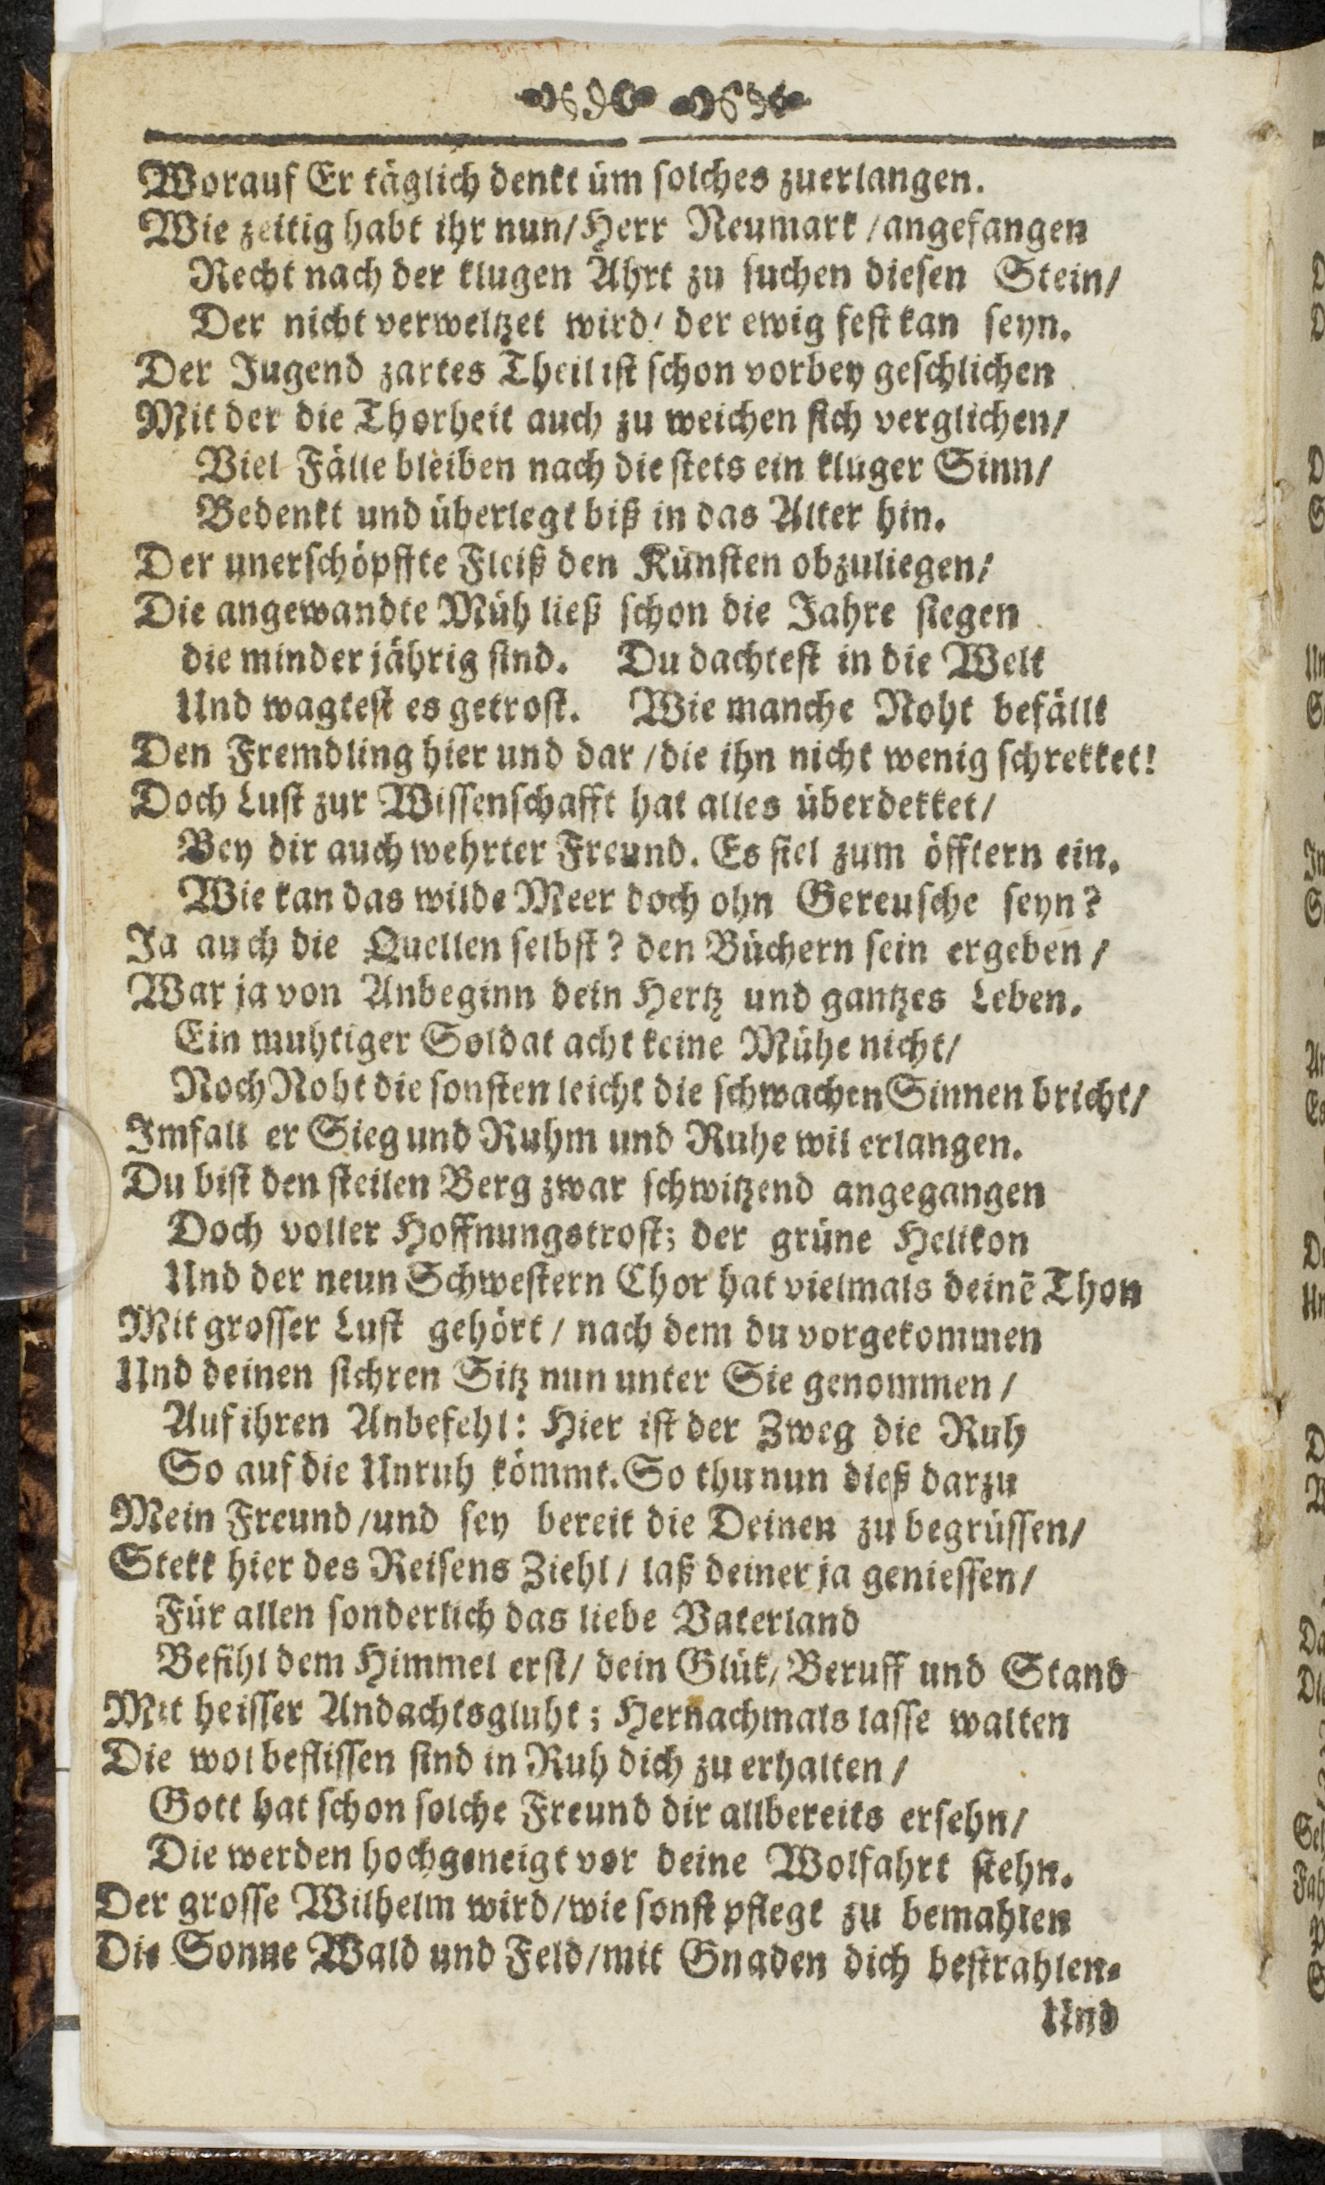 Worauf Er täglich denkt üm solches zuerlangen.
Wie zeitig habt ihr nun/Herr Neumark /angefangen
Recht nach der klugen Ahrt zu suchen diesen Stein/
Der nicht verweltzet wird/ der ewig fest kan seyn.
Der Jugend zartes Theil ist schon vorbey geschlichen
Mit der die Thorheit auch zu weichen sich verglichen/
Viel Fälle bleiben nach die stets ein kluger Sinn/
Bedenkt und überlegt biß in das Alter hin.
Der unerschöpffte Fleiß den Künsten obzuliegen/
Die angewandte Müh ließ schon die Jahre siegen
die minder jährig sind. Du dachtest in die Welt
Und wagtest es getrost. Wie manche Noht befällt
Den Fremdling hier und dar /die ihn nicht wenig schrekket!
Doch Lust zur Wissenschafft hat alles überdekket/
Bey dir auch wehrter Freund. Es fiel zum öfftern ein.
Wie kan das wilde Meer doch ohn Gereusche seyn?
Ja auch die Quellen selbst? den Büchern sein ergeben /
War ja von Anbeginn dein Hertz und gantzes Leben.
Ein muhtiger Soldat acht keine Mühe nicht/
Noch Noht die sonsten leicht die schwachen Sinnen bricht/
Imfall er Sieg und Ruhm und Ruhe wil erlangen.
Du bist den steilen Berg zwar schwitzend angegangen
Doch voller Hoffnungstrost; der grüne Helikon
Und der neun Schwestern Chor hat vielmals deinē Thon
Mit grosser Lust gehört / nach dem du vorgekommen
Und deinen sichren Sitz nun unter Sie genommen /
Auf ihren Anbefehl: Hier ist der Zweg die Ruh
So auf die Unruh kömmt. So thu nun dieß darzu
Mein Freund /und sey bereit die Deinen zu begrüssen/
Stekk hier des Reisens Ziehl / laß deiner ja geniessen/
Für allen sonderlich das liebe Vaterland
Befihl dem Himmel erst/ dein Glük/ Beruff und Stand
Mit heisser Andachtsgluht; Hernachmals lasse walten
Die wol beflissen sind in Ruh dich zu erhalten /
Gott hat schon solche Freund dir allbereits ersehn/
Die werden hochgeneigt vor deine Wolfahrt stehn.
Der grosse Wilhelm wird/wie sonst pflegt zu bemahlen
Die Sonne Wald und Feld/mit Gnaden dich bestrahlen.
Und